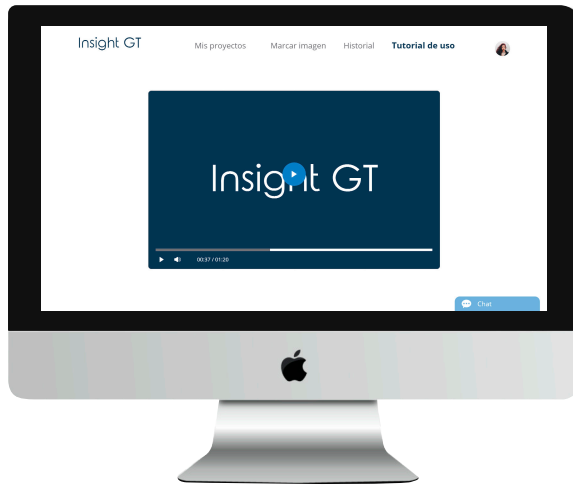 Insight GT
Mis proyectos Marcar imagen Historial Tutorial de uso
Insight GT
00:37 / 01:20
Chat